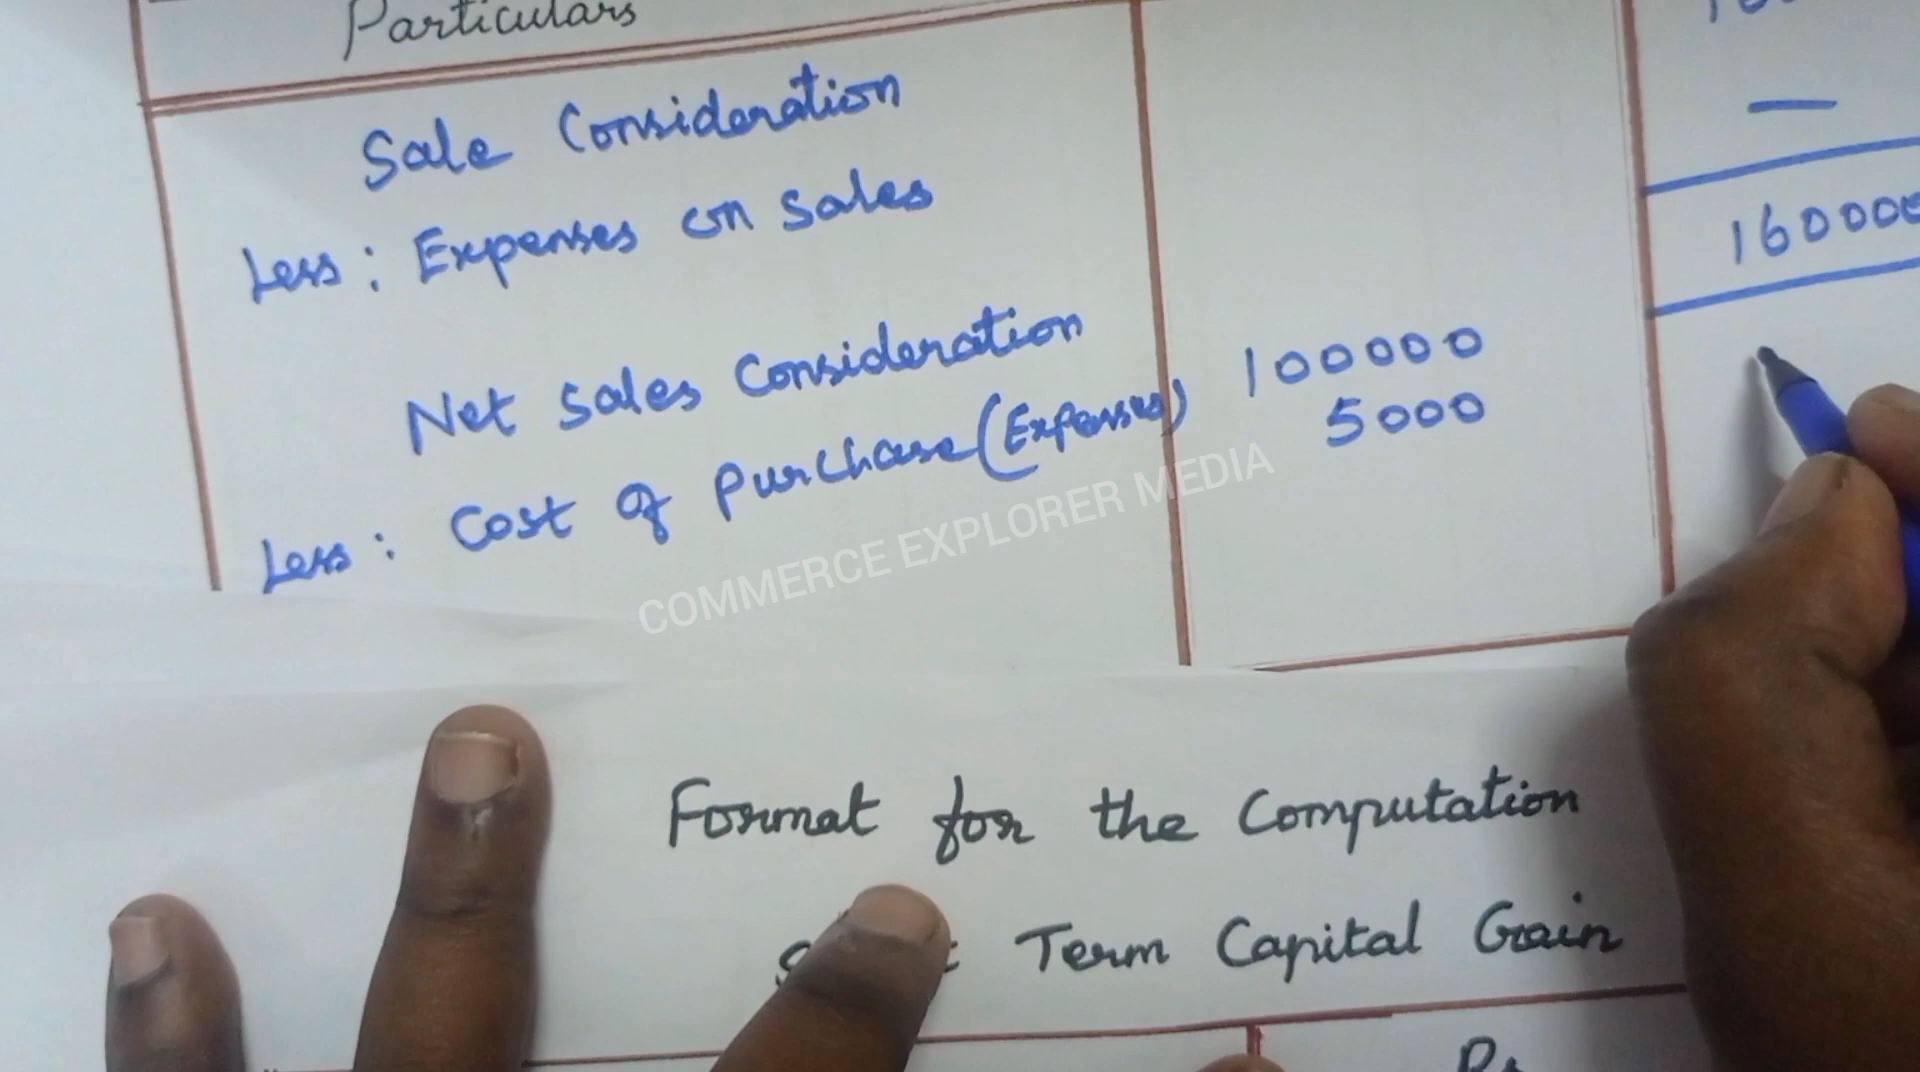 Particulars
Sale Consideration
—
Less : Expenses on Sales
160000
Net Sales Consideration
Less : Cost of Purchase (Expenses) 100000
5000
COMMERCE EXPLORER MEDIA
Format for the Computation
Term Capital Gain
Rs